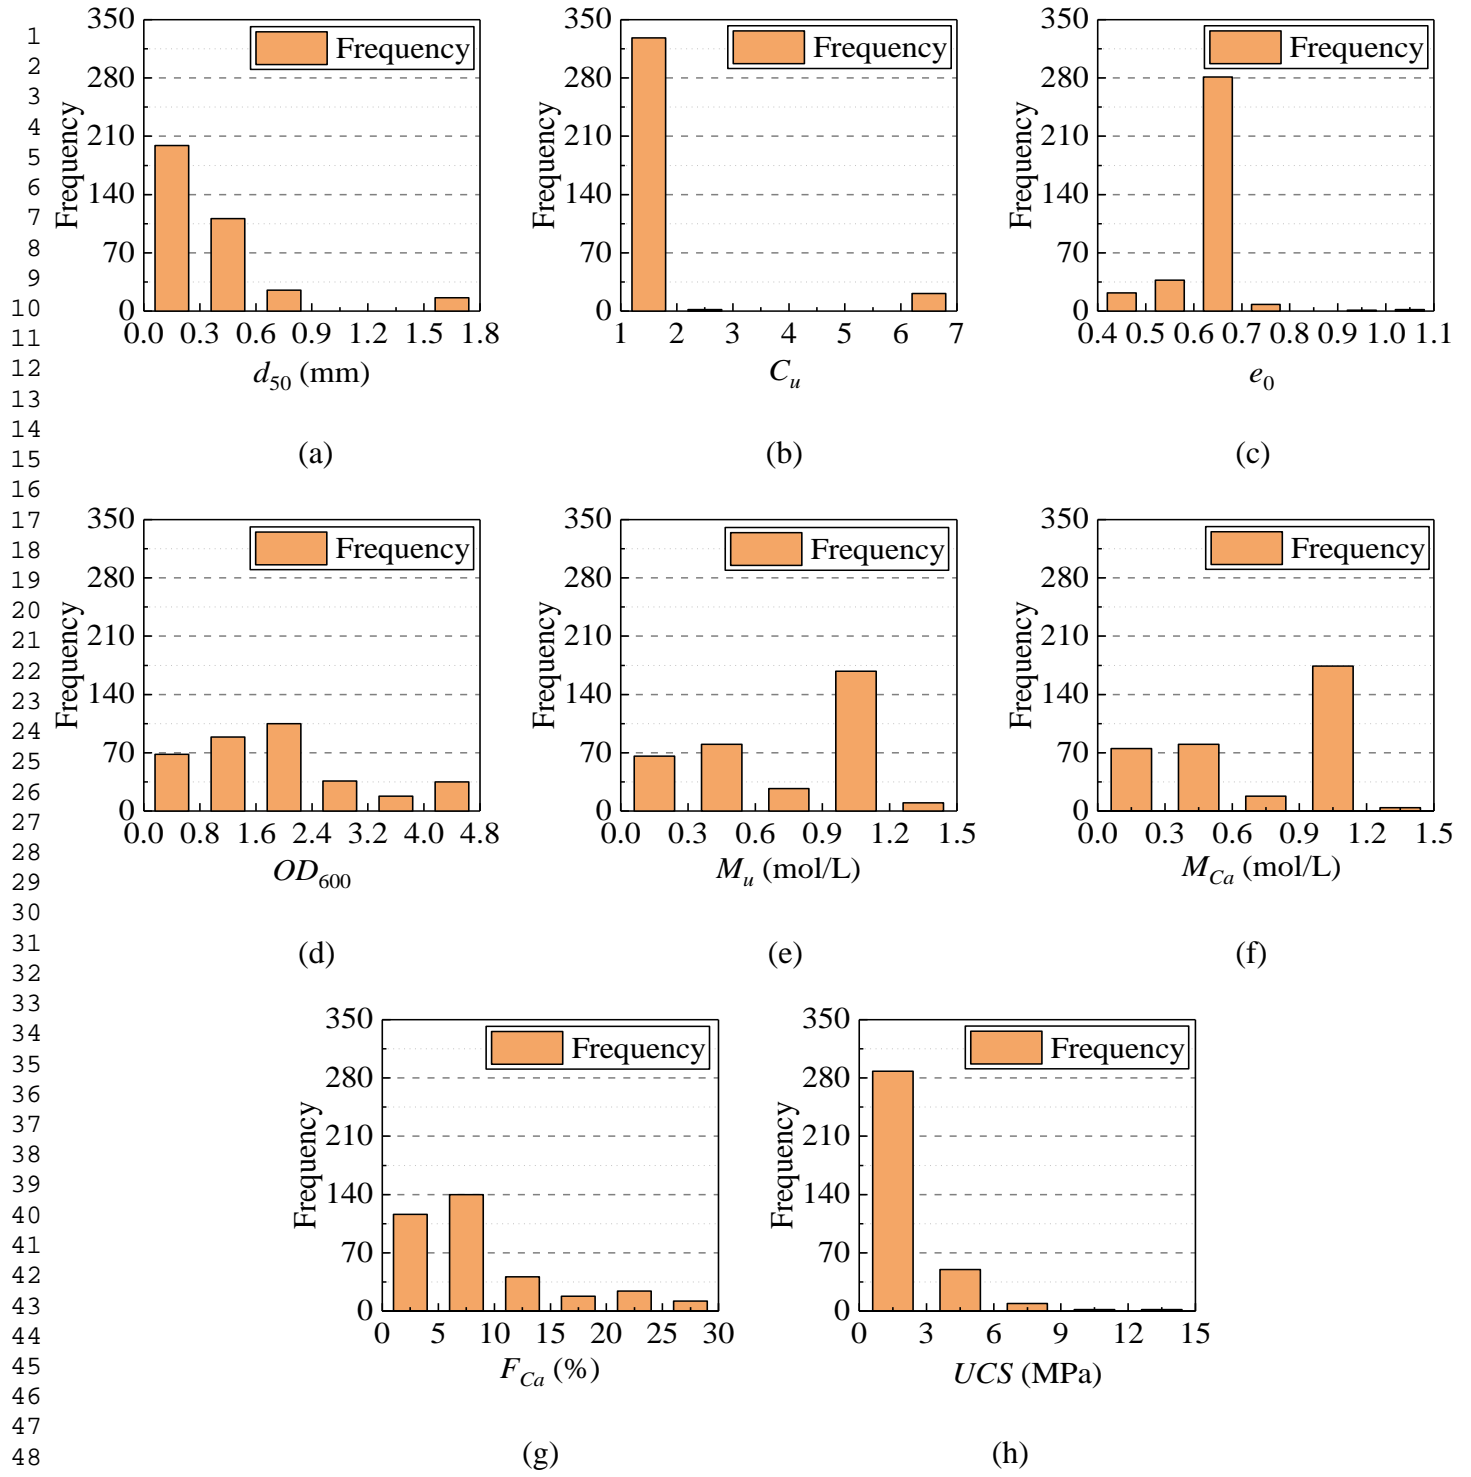 1
2
3
4
5
6
7
8
9
10
11
12
13
14
15
16
17
18
19
20
21
22
23
24
25
26
27
28
29
30
31
32
33
34
35
36
37
38
39
40
41
42
43
44
45
46
47
48
Frequency
350
280
210
140
70
0
Frequency
0.0 0.3 0.6 0.9 1.2 1.5 1.8
d50 (mm)
(a)
Frequency
350
280
210
140
70
0
Frequency
1 2 3 4 5 6 7
Cu
(b)
Frequency
350
280
210
140
70
0
Frequency
0.4 0.5 0.6 0.7 0.8 0.9 1.0 1.1
e0
(c)
Frequency
350
280
210
140
70
0
Frequency
0.0 0.8 1.6 2.4 3.2 4.0 4.8
OD600
(d)
Frequency
350
280
210
140
70
0
Frequency
0.0 0.3 0.6 0.9 1.2 1.5
Mu (mol/L)
(e)
Frequency
350
280
210
140
70
0
Frequency
0.0 0.3 0.6 0.9 1.2 1.5
MCa (mol/L)
(f)
Frequency
350
280
210
140
70
0
Frequency
0 5 10 15 20 25 30
FCa (%)
(g)
Frequency
350
280
210
140
70
0
Frequency
0 3 6 9 12 15
UCS (MPa)
(h)